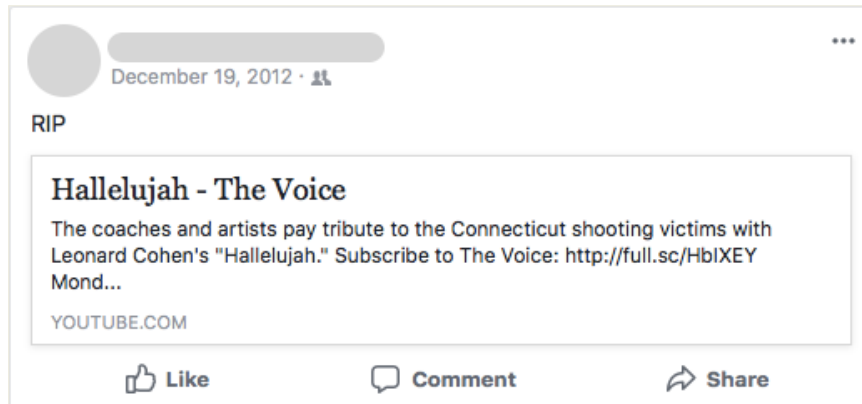 December 19, 2012 ·
RIP
Hallelujah - The Voice
The coaches and artists pay tribute to the Connecticut shooting victims with
Leonard Cohen's "Hallelujah." Subscribe to The Voice: http://full.sc/HbIXEY
Mond...
YOUTUBE.COM
Like Comment Share